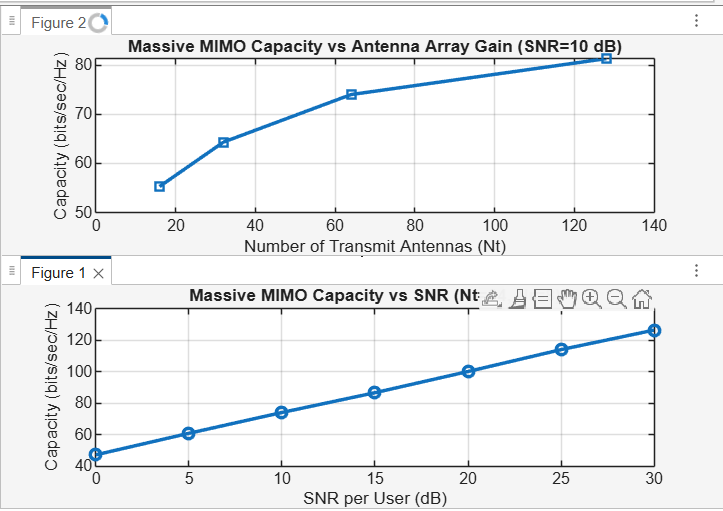 Figure 2
Massive MIMO Capacity vs Antenna Array Gain (SNR=10 dB)
Capacity (bits/sec/Hz)
80
70
60
50
0 20 40 60 80 100 120 140
Number of Transmit Antennas (Nt)
Figure 1
Massive MIMO Capacity vs SNR (Nt
Capacity (bits/sec/Hz)
140
120
100
80
60
40
0 5 10 15 20 25 30
SNR per User (dB)